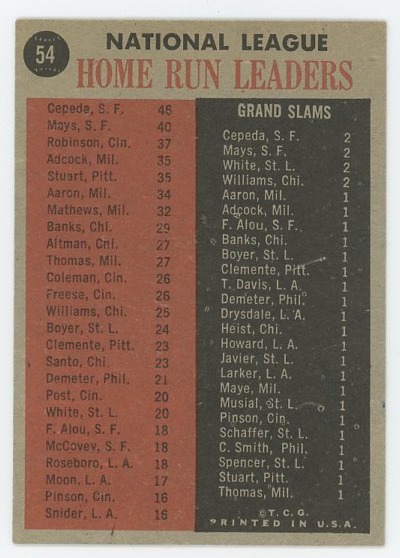 54
NATIONAL LEAGUE
HOME RUN LEADERS
Cepeda, S. F. 46
Mays, S. F. 40
Robinson, Cin. 37
Adcock, Mil. 35
Stuart, Pitt. 35
Aaron, Mil. 34
Mathews, Mil. 32
Banks, Chi. 29
Altman, Chi. 27
Thomas, Mil. 27
Coleman, Cin. 26
Freese, Cin. 26
Williams, Chi. 25
Boyer, St. L. 24
Clemente, Pitt. 23
Santo, Chi. 23
Demeter, Phil. 21
Post, Cin. 20
White, St. L. 20
F. Alou, S. F. 18
McCovey, S. F. 18
Roseboro, L. A. 18
Moon, L. A. 17
Pinson, Cin. 16
Snider, L. A. 16
GRAND SLAMS
Cepeda, S. F. 2
Mays, S. F. 2
White, St. L. 2
Williams, Chi. 2
Aaron, Mil. 1
Adcock, Mil. 1
F. Alou, S. F. 1
Banks, Chi. 1
Boyer, St. L. 1
Clemente, Pitt. 1
T. Davis, L. A. 1
Demeter, Phil. 1
Drysdale, L. A. 1
Heist, Chi. 1
Howard, L. A. 1
Javier, St. L. 1
Larker, L. A. 1
Maye, Mil. 1
Musial, St. L. 1
Pinson, Cin. 1
Schaffer, St. L. 1
C. Smith, Phil. 1
Spencer, St. L. 1
Stuart, Pitt. 1
Thomas, Mil. 1
©T. C. G.
PRINTED IN U.S.A.